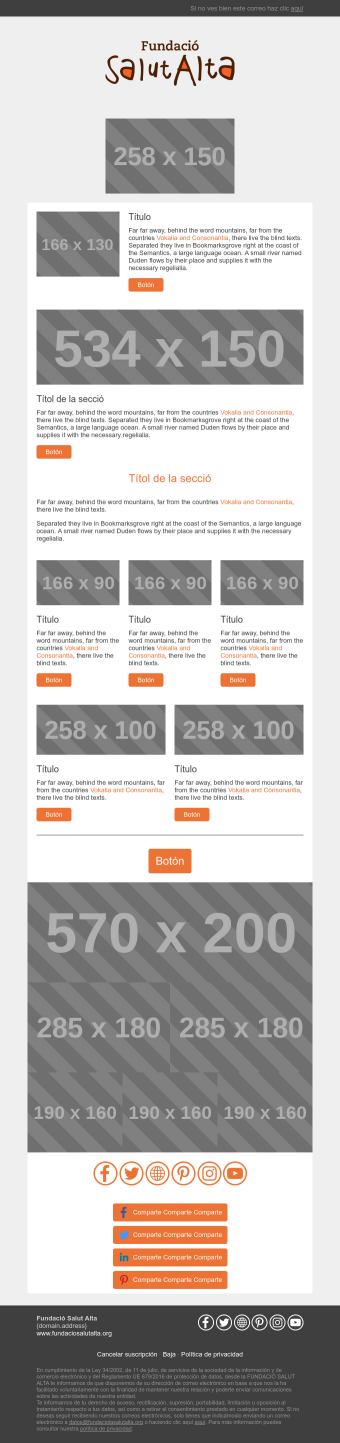 Si no ves bien este correo haz clic aquí
Fundació
Salut Alta
258 x 150
166 x 130
Título
Far far away, behind the word mountains, far from the
countries Vokalia and Consonantia, there live the blind texts.
Separated they live in Bookmarksgrove right at the coast of
the Semantics, a large language ocean. A small river named
Duden flows by their place and supplies it with the
necessary regelialia.
Botón
534 x 150
Títol de la secció
Far far away, behind the word mountains, far from the countries Vokalia and Consonantia,
there live the blind texts. Separated they live in Bookmarksgrove right at the coast of the
Semantics, a large language ocean. A small river named Duden flows by their place and
supplies it with the necessary regelialia.
Botón
Títol de la secció
Far far away, behind the word mountains, far from the countries Vokalia and Consonantia,
there live the blind texts.
Separated they live in Bookmarksgrove right at the coast of the Semantics, a large language
ocean. A small river named Duden flows by their place and supplies it with the necessary
regelialia.
166 x 90
166 x 90
166 x 90
Título
Far far away, behind the
word mountains, far from the
countries Vokalia and
Consonantia, there live the
blind texts.
Botón
Título
Far far away, behind the
word mountains, far from the
countries Vokalia and
Consonantia, there live the
blind texts.
Botón
Título
Far far away, behind the
word mountains, far from the
countries Vokalia and
Consonantia, there live the
blind texts.
Botón
258 x 100
258 x 100
Título
Far far away, behind the word mountains, far
from the countries Vokalia and Consonantia,
there live the blind texts.
Botón
Título
Far far away, behind the word mountains, far
from the countries Vokalia and Consonantia,
there live the blind texts.
Botón
Botón
570 x 200
285 x 180
285 x 180
190 x 160
190 x 160
190 x 160
Comparte Comparte Comparte
Comparte Comparte Comparte
Comparte Comparte Comparte
Comparte Comparte Comparte
Fundació Salut Alta
{domain.address}
www.fundaciosalutalta.org
Cancelar suscripción Baja Política de privacidad
En cumplimiento de la Ley 34/2002, de 11 de julio, de servicios de la sociedad de la información y de
comercio electrónico y del Reglamento UE 679/2016 de protección de datos, desde la FUNDACIÓ SALUT
ALTA le informamos de que disponemos de su dirección de correo electrónico en base a que nos la ha
facilitado voluntariamente con la finalidad de mantener nuestra relación y poderle enviar comunicaciones
sobre las actividades de nuestra entidad.
Te informamos de tu derecho de acceso, rectificación, supresión, portabilidad, limitación u oposición al
tratamiento respecto a tus datos, así como a retirar el consentimiento prestado en cualquier momento. Si no
deseas seguir recibiendo nuestros correos electrónicos, solo tienes que indicárnoslo enviando un correo
electrónico a dades@fundaciosalutalta.org o haciendo clic aquí aquí. Para más información puedes
consultar nuestra política de privacidad.